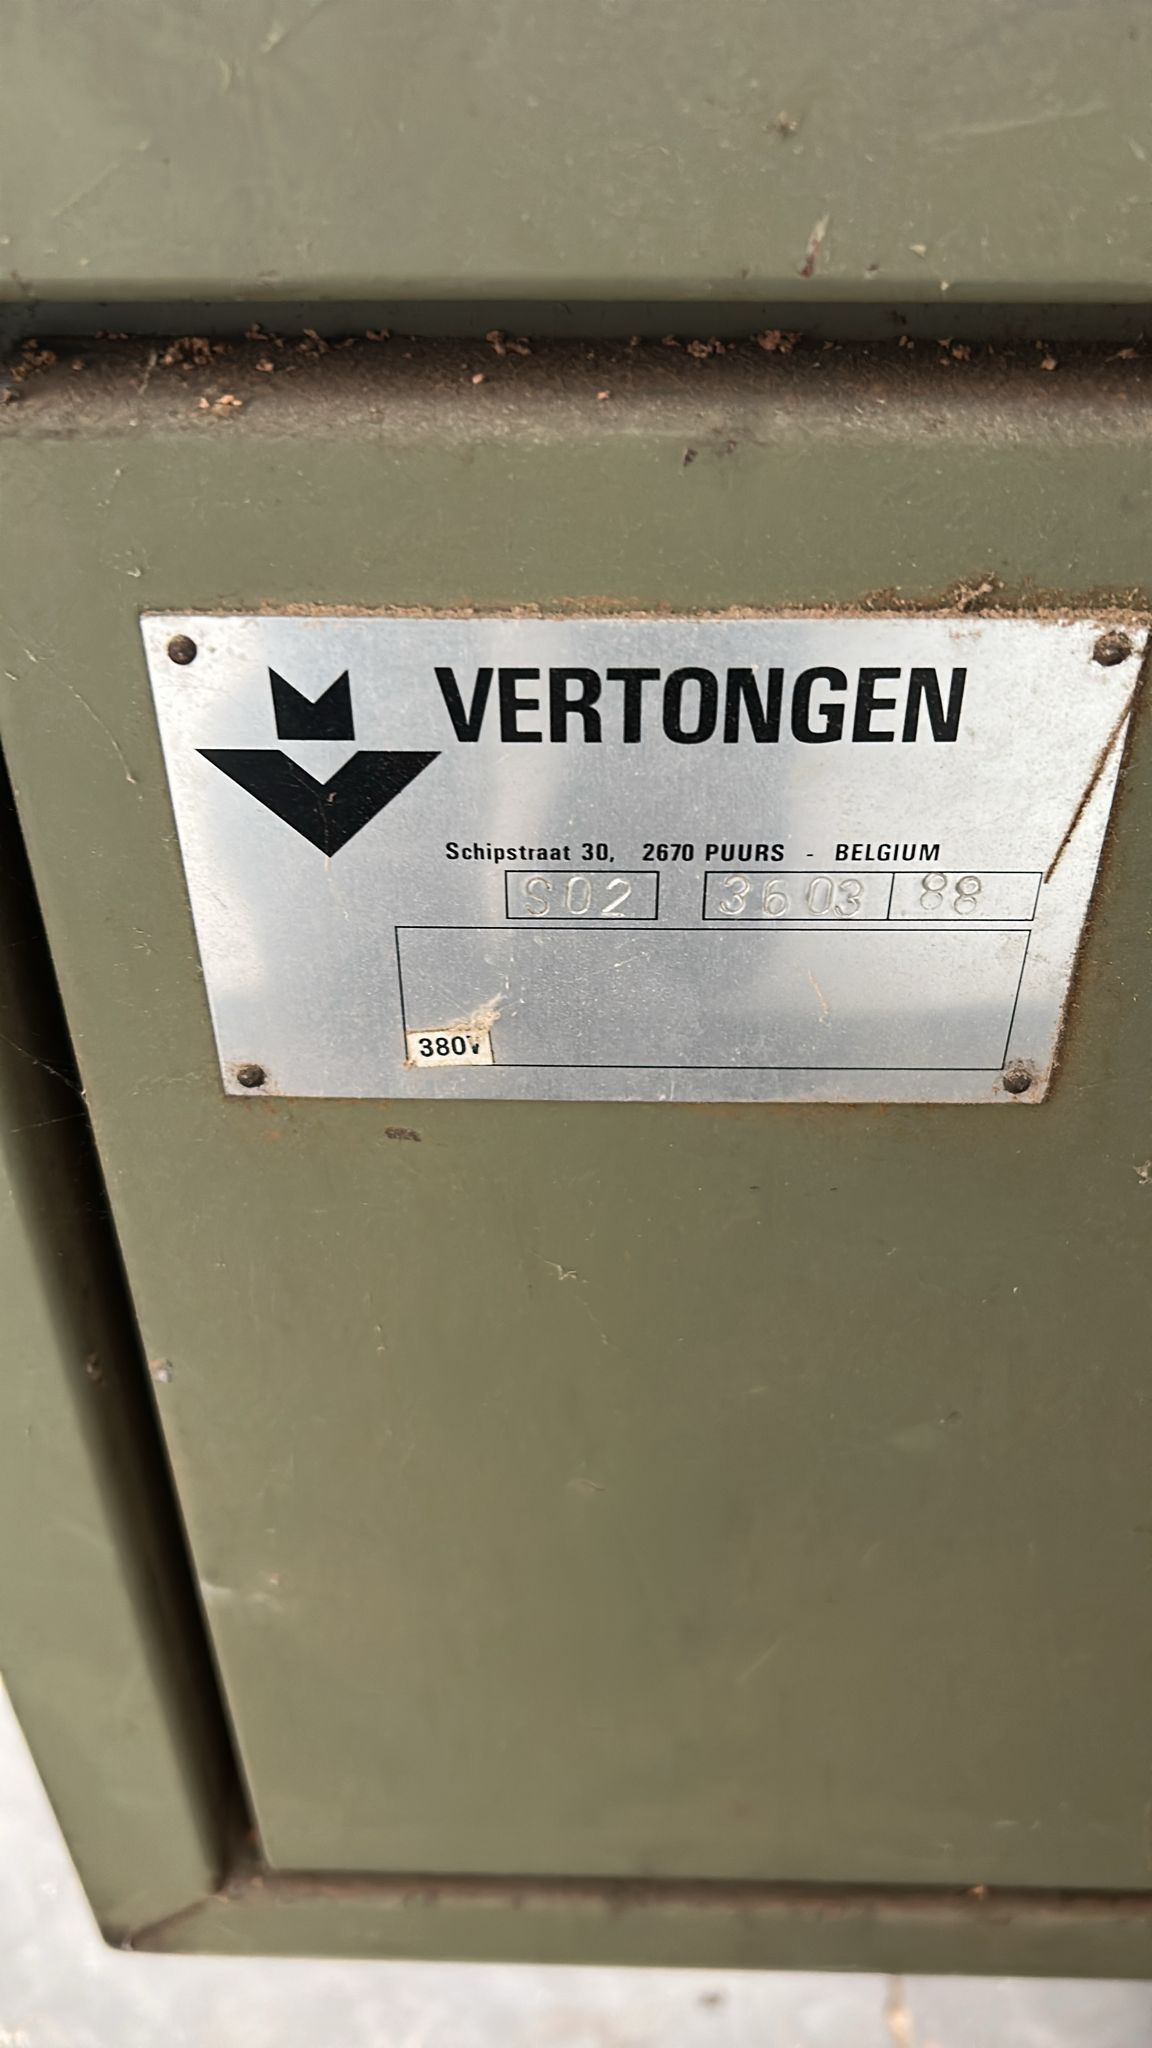 VERTONGEN
Schipstraat 30, 2670 PUURS - BELGIUM
S02 3603 88
380V